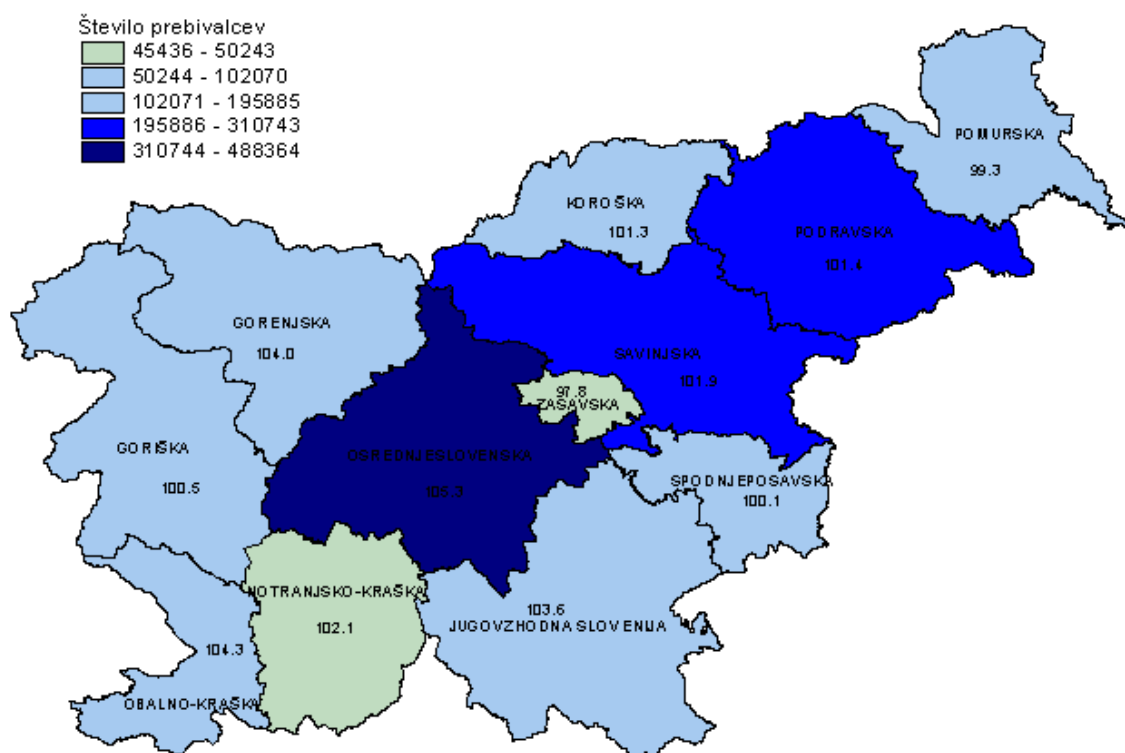 Število prebivalcev
45436 - 50243
50244 - 102070
102071 - 195885
195886 - 310743
310744 - 488364
POMURSKA
99.3
KOROŠKA
101.3
PODRAVSKA
101.4
GORENJSKA
104.0
SAVINJSKA
101.9
97.8
ZASAVSKA
GORIŠKA
100.5
OSREDNJESLOVENSKA
105.3
SPODNJEPOSAVSKA
100.1
NOTRANJSKO-KRAŠKA
102.1
103.6
JUGOVZHODNA SLOVENIJA
104.3
OBALNO-KRAŠKA